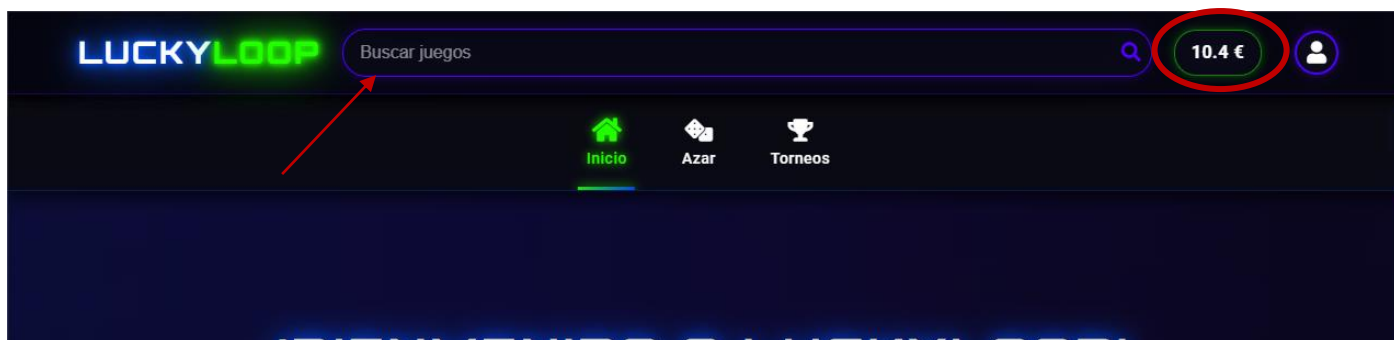 LUCKYLOOP
Buscar juegos
10.4 €
Inicio
Azar
Torneos